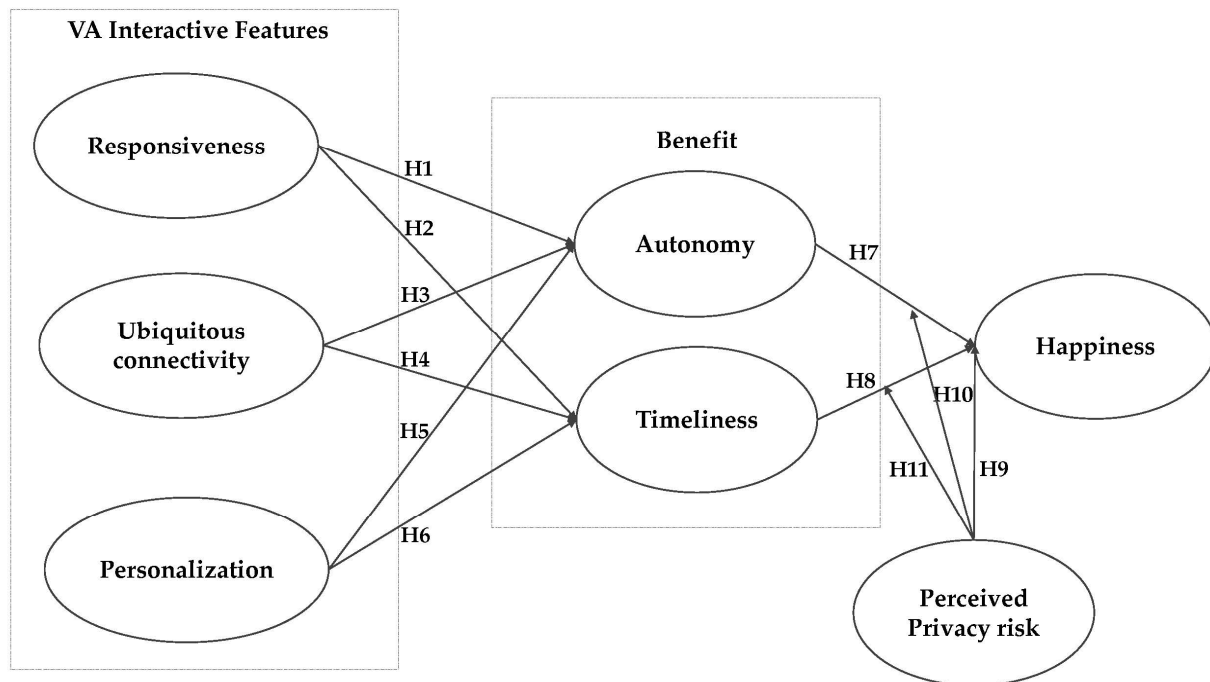 VA Interactive Features
Responsiveness
Ubiquitous
connectivity
Personalization
H1
H2
H3
H4
H5
H6
Benefit
Autonomy
Timeliness
H7
H8
H10
H11
H9
Happiness
Perceived
Privacy risk